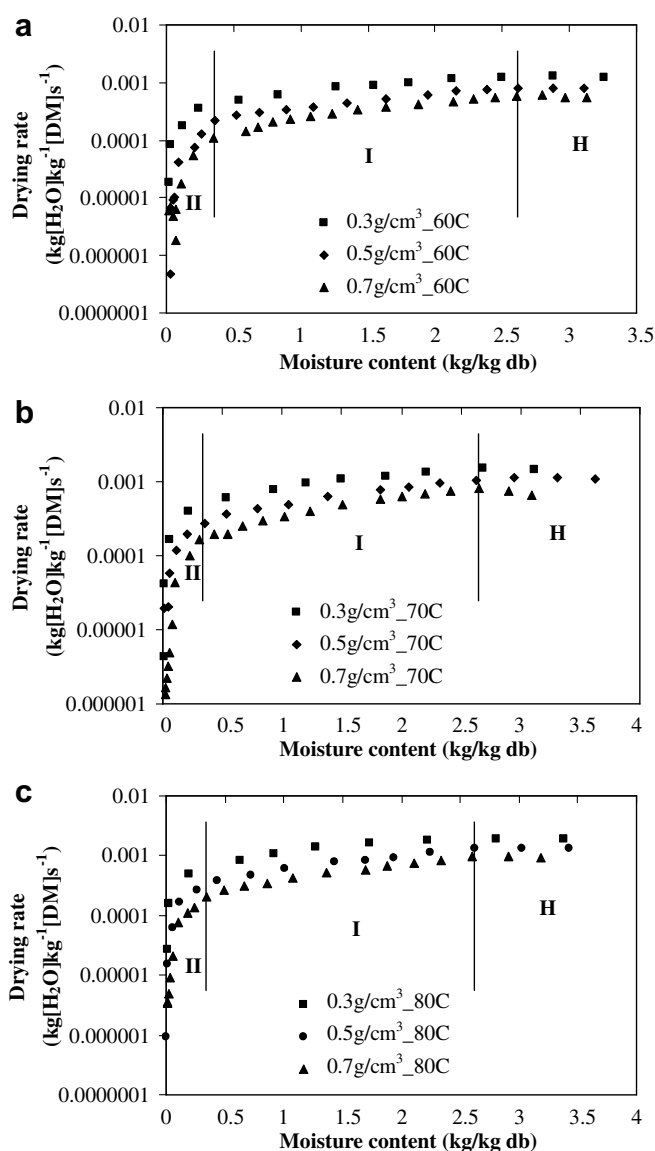 a
Drying rate
(kg[H₂O]kg⁻¹[DM]s⁻¹)
0.01
0.001
0.0001
0.00001
0.000001
0.0000001
II
I
H
0.3g/cm³_60C
0.5g/cm³_60C
0.7g/cm³_60C
0 0.5 1 1.5 2 2.5 3 3.5
Moisture content (kg/kg db)
b
Drying rate
(kg[H₂O]kg⁻¹[DM]s⁻¹)
0.01
0.001
0.0001
0.00001
0.000001
II
I
H
0.3g/cm³_70C
0.5g/cm³_70C
0.7g/cm³_70C
0 0.5 1 1.5 2 2.5 3 3.5 4
Moisture content (kg/kg db)
c
Drying rate
(kg[H₂O]kg⁻¹[DM]s⁻¹)
0.01
0.001
0.0001
0.00001
0.000001
0.0000001
II
I
H
0.3g/cm³_80C
0.5g/cm³_80C
0.7g/cm³_80C
0 0.5 1 1.5 2 2.5 3 3.5 4
Moisture content (kg/kg db)